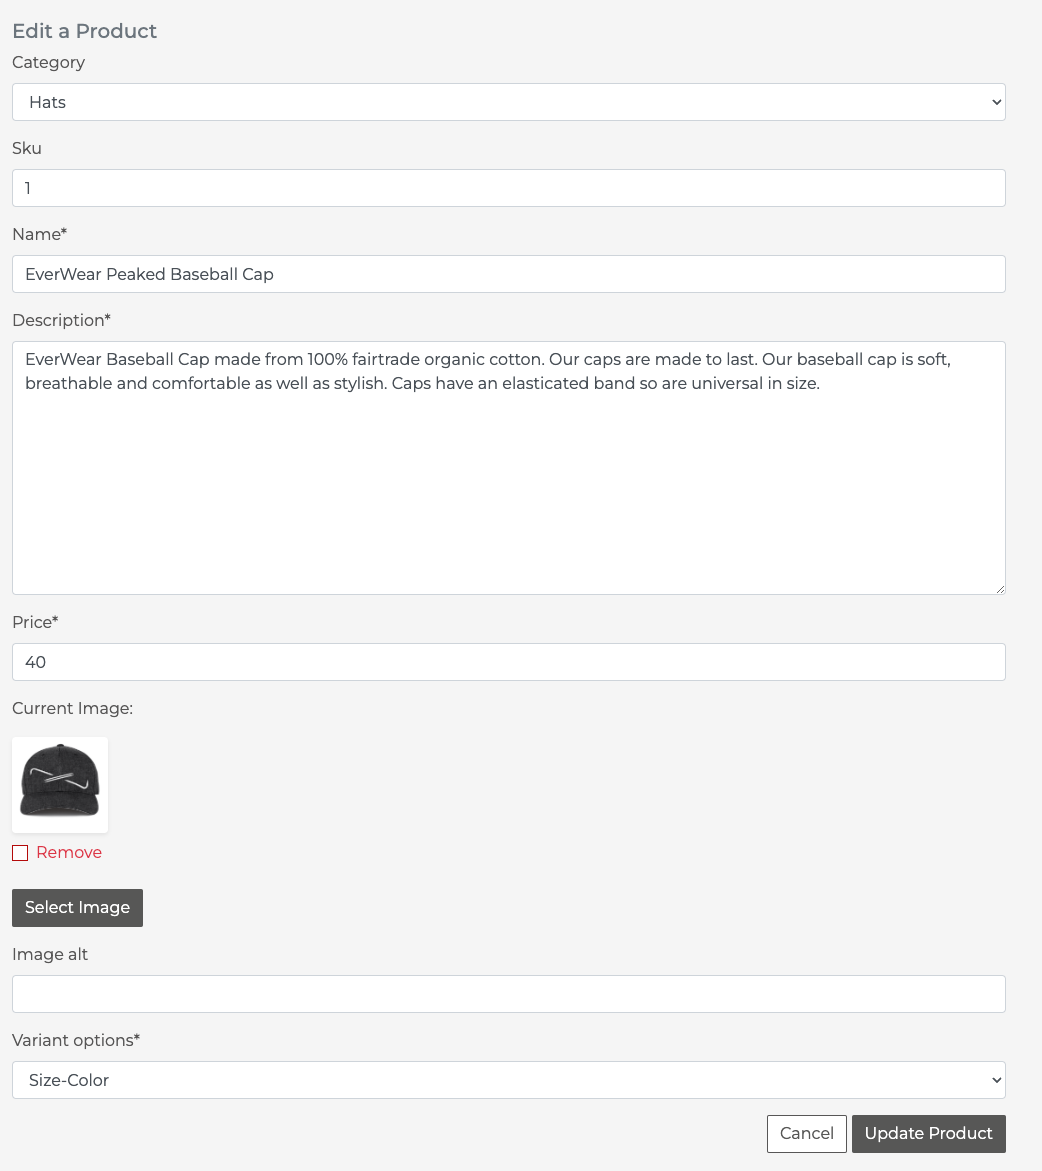 Edit a Product
Category
Hats
Sku
1
Name*
EverWear Peaked Baseball Cap
Description*
EverWear Baseball Cap made from 100% fairtrade organic cotton. Our caps are made to last. Our baseball cap is soft,
breathable and comfortable as well as stylish. Caps have an elasticated band so are universal in size.
Price*
40
Current Image:
Remove
Select Image
Image alt
Variant options*
Size-Color
Cancel
Update Product